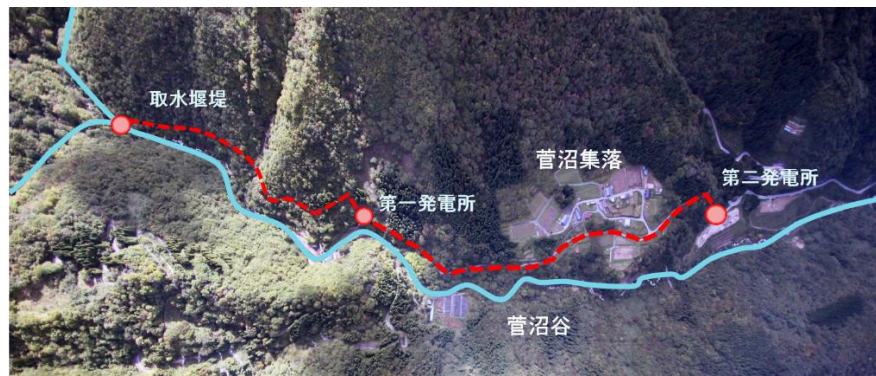 取水堰堤
菅沼集落
第二発電所
第一発電所
菅沼谷